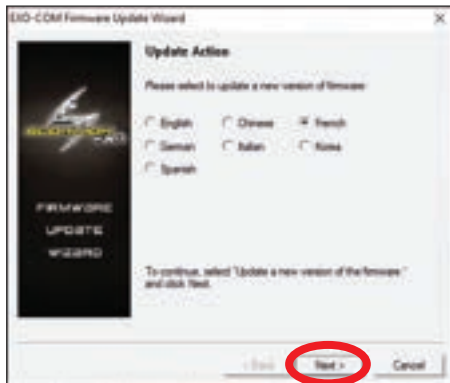 EXO-COM Firmware Update Wizard
Update Action
Please select to update a new version of firmware:
English Chinese French
German Italian Korea
Spanish
FIRMWARE
UPDATE
WIZARD
To continue, select "Update a new version of the firmware "
and click Next.
< Back Next > Cancel